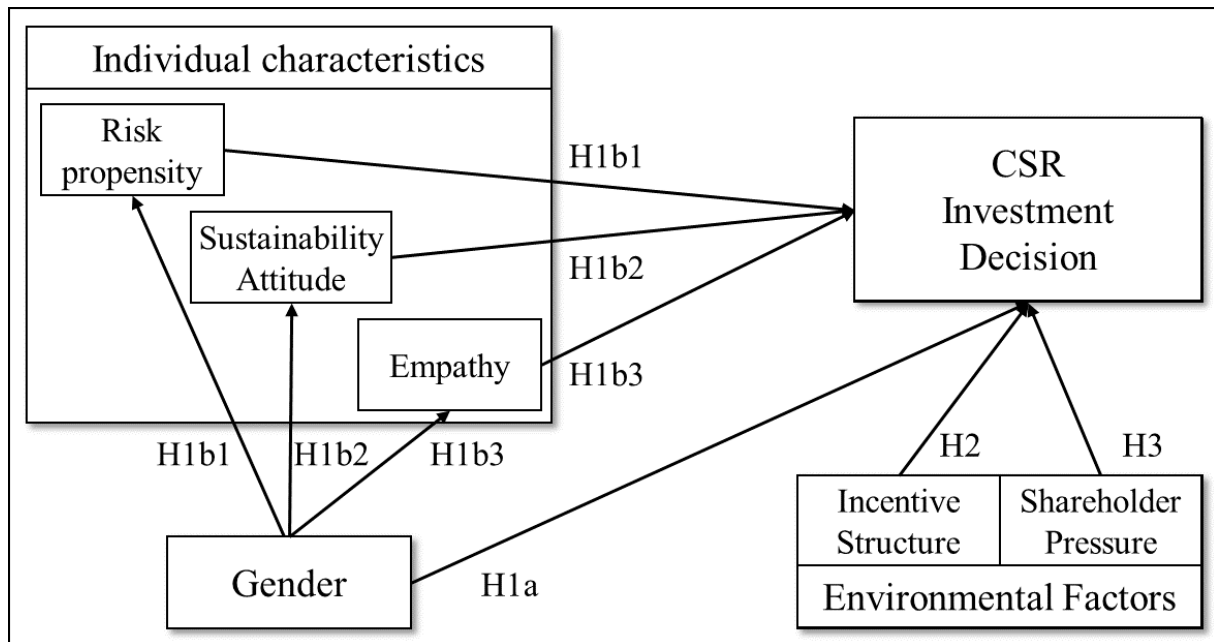 Individual characteristics
Risk
propensity
Sustainability
Attitude
Empathy
H1b1
H1b2
H1b3
CSR
Investment
Decision
H1b1
H1b2
H1b3
Gender
H1a
H2
H3
Incentive
Structure
Shareholder
Pressure
Environmental Factors